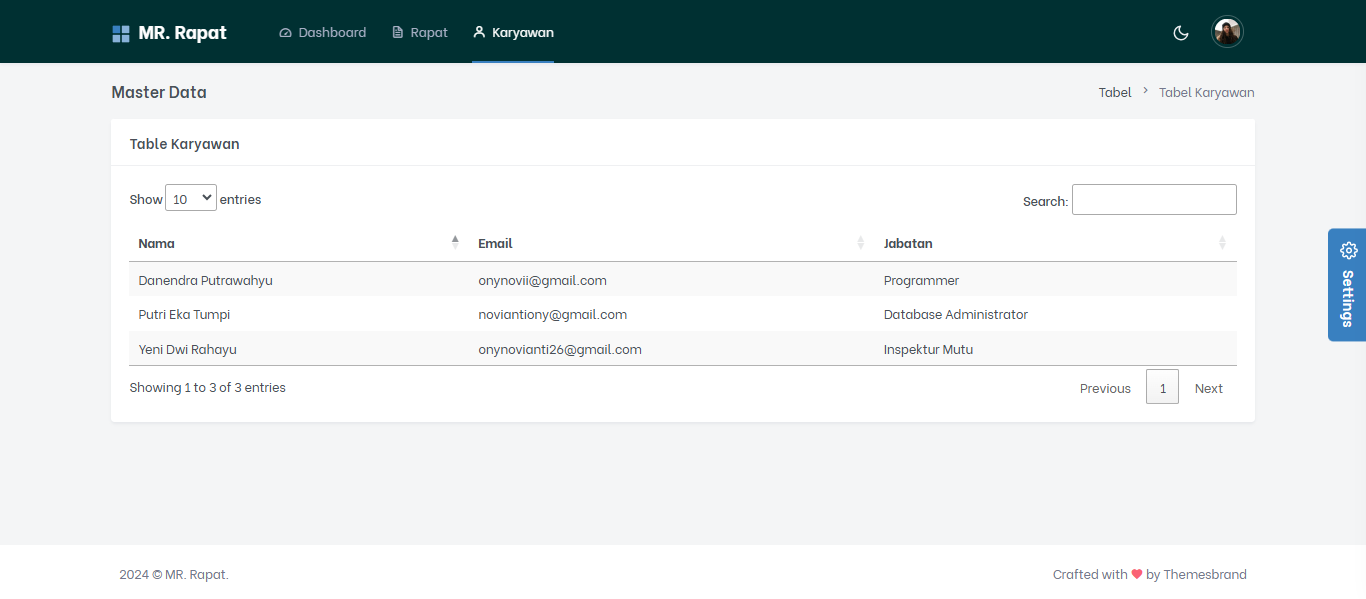 MR. Rapat Dashboard Rapat Karyawan
Master Data Tabel > Tabel Karyawan
Table Karyawan
Show 10 entries Search:
Nama Email Jabatan
Danendra Putrawahyu onynovii@gmail.com Programmer
Putri Eka Tumpi noviantiony@gmail.com Database Administrator
Yeni Dwi Rahayu onynovianti26@gmail.com Inspektur Mutu
Showing 1 to 3 of 3 entries Previous 1 Next
Settings
2024 © MR. Rapat. Crafted with ❤ by Themesbrand